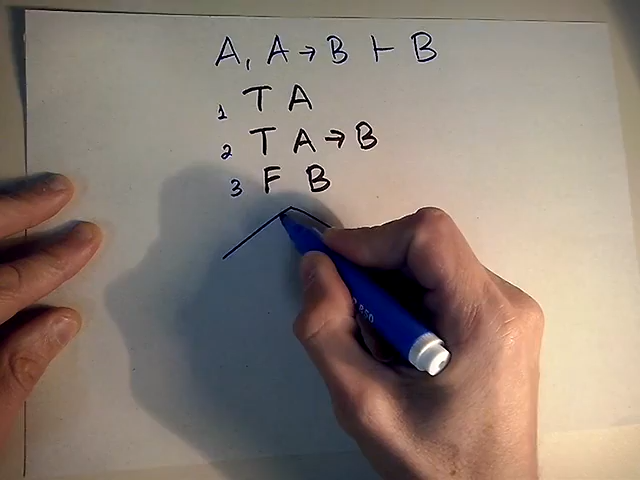 A, A → B ⊢ B
1 T A
2 T A → B
3 F B